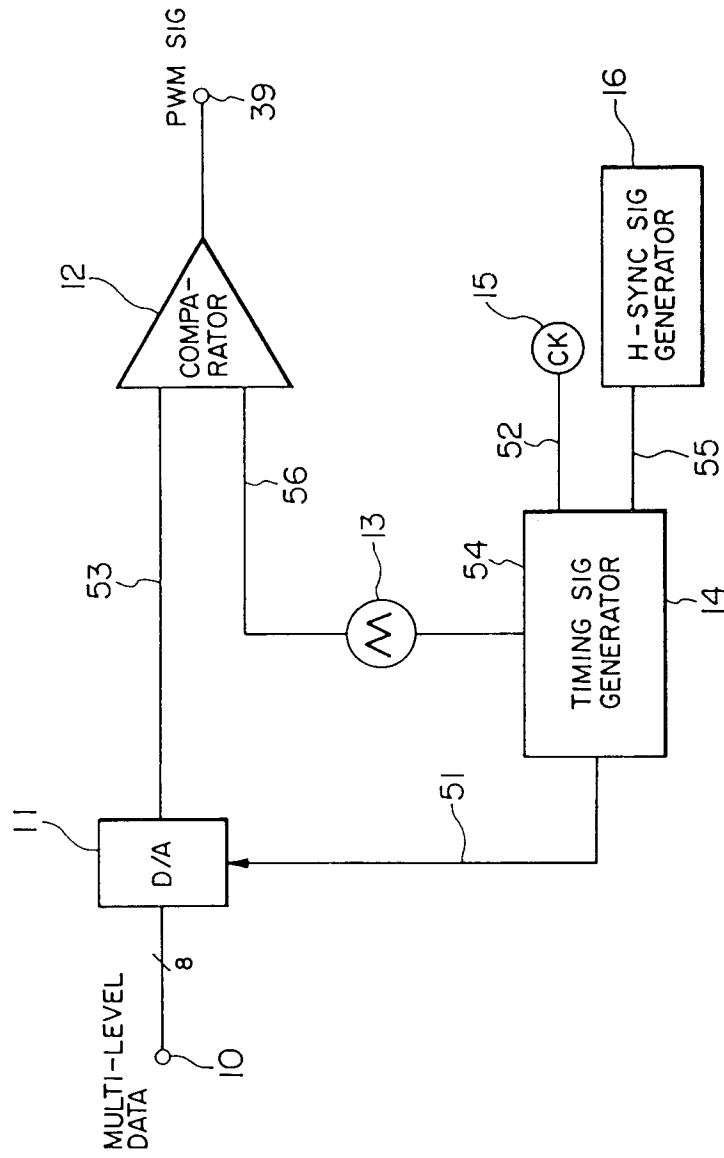 MULTI-LEVEL
DATA
10
8
11
D/A
53
12
COMPA-
RATOR
PWM SIG
39
56
13
51
54
TIMING SIG
GENERATOR
14
52
15
CK
55
16
H-SYNC SIG
GENERATOR